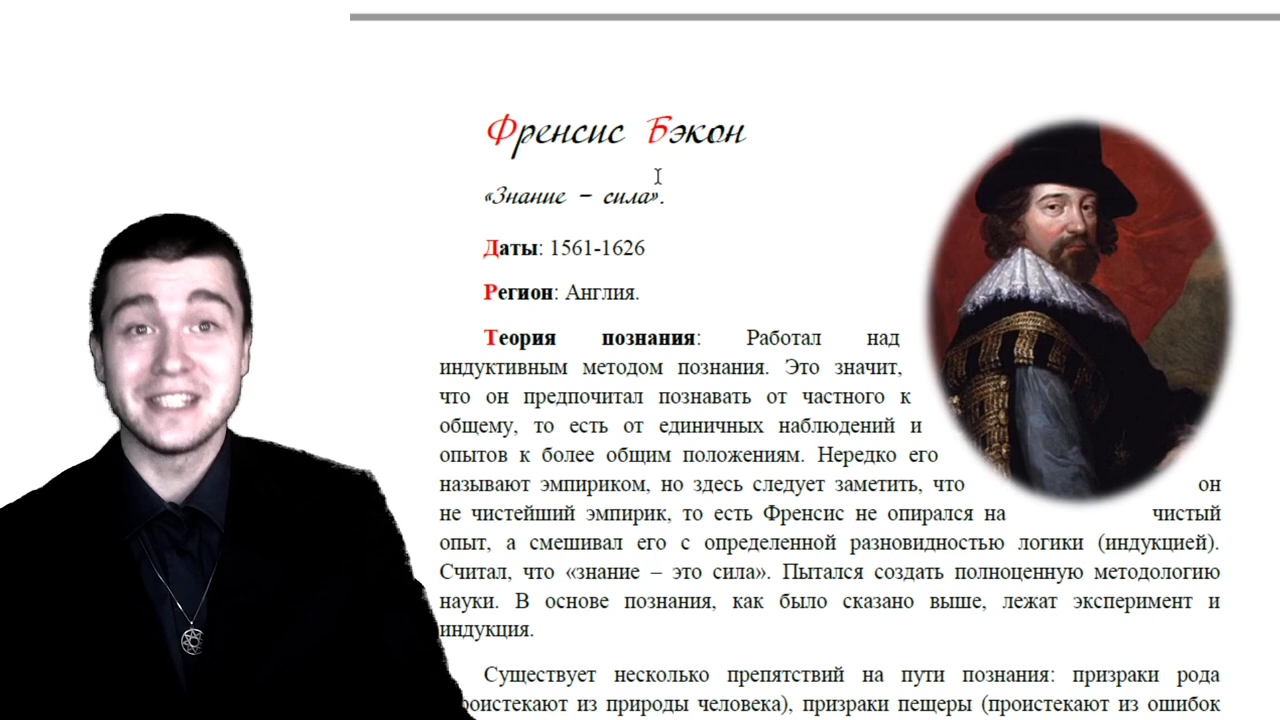 Френсис Бэкон
«Знание – сила».
Даты: 1561-1626
Регион: Англия.
Теория познания: Работал над
индуктивным методом познания. Это значит,
что он предпочитал познавать от частного к
общему, то есть от единичных наблюдений и
опытов к более общим положениям. Нередко его
называют эмпириком, но здесь следует заметить, что он
не чистейший эмпирик, то есть Френсис не опирался на чистый
опыт, а смешивал его с определенной разновидностью логики (индукцией).
Считал, что «знание – это сила». Пытался создать полноценную методологию
науки. В основе познания, как было сказано выше, лежат эксперимент и
индукция.
Существует несколько препятствий на пути познания: призраки рода
из природы человека), призраки пещеры (проистекают из ошибок